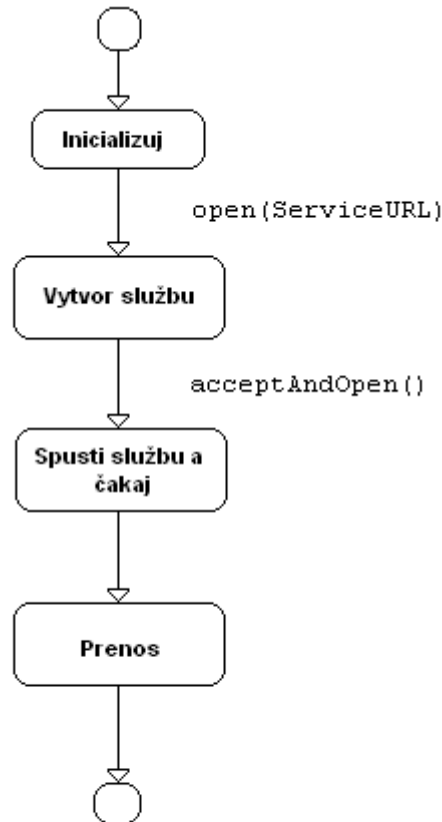 Inicializuj
open(ServiceURL)
Vytvor službu
acceptAndOpen()
Spusti službu a
čakaj
Prenos